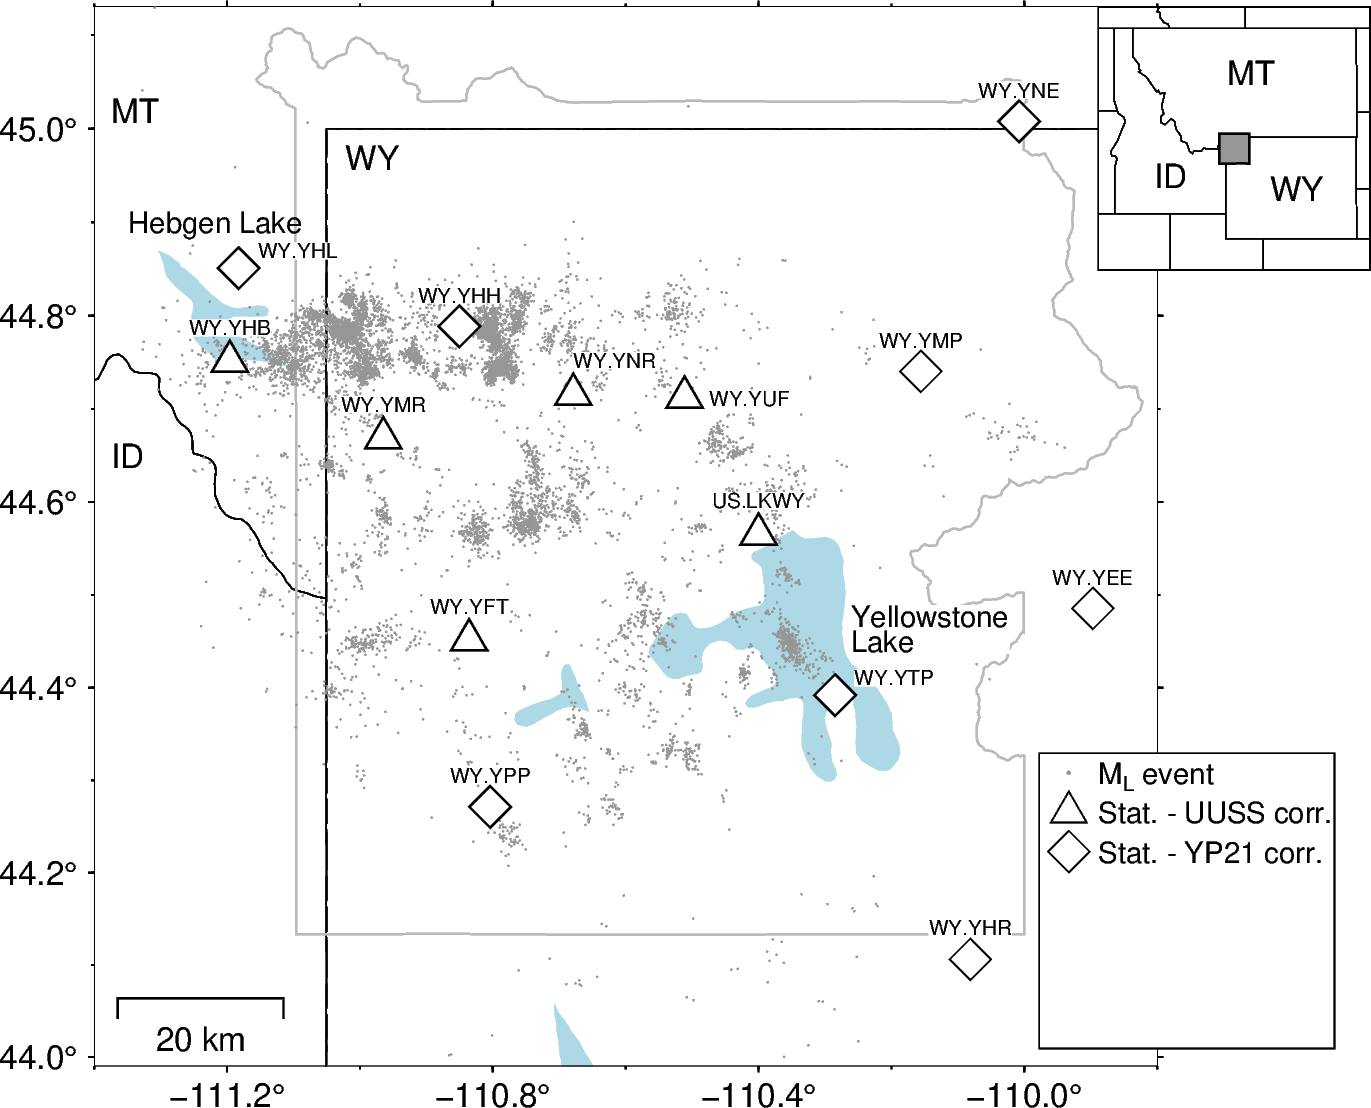 WY.YNE
MT
MT
45.0°
WY
ID
WY
Hebgen Lake
WY.YHL
WY.YHH
44.8°
WY.YHB
WY.YMP
WY.YNR
WY.YUF
WY.YMR
ID
44.6°
US.LKWY
WY.YEE
WY.YFT
Yellowstone
Lake
WY.YTP
44.4°
WY.YPP
ML event
Stat. - UUSS corr.
Stat. - YP21 corr.
44.2°
WY.YHR
20 km
44.0°
−111.2°
−110.8°
−110.4°
−110.0°